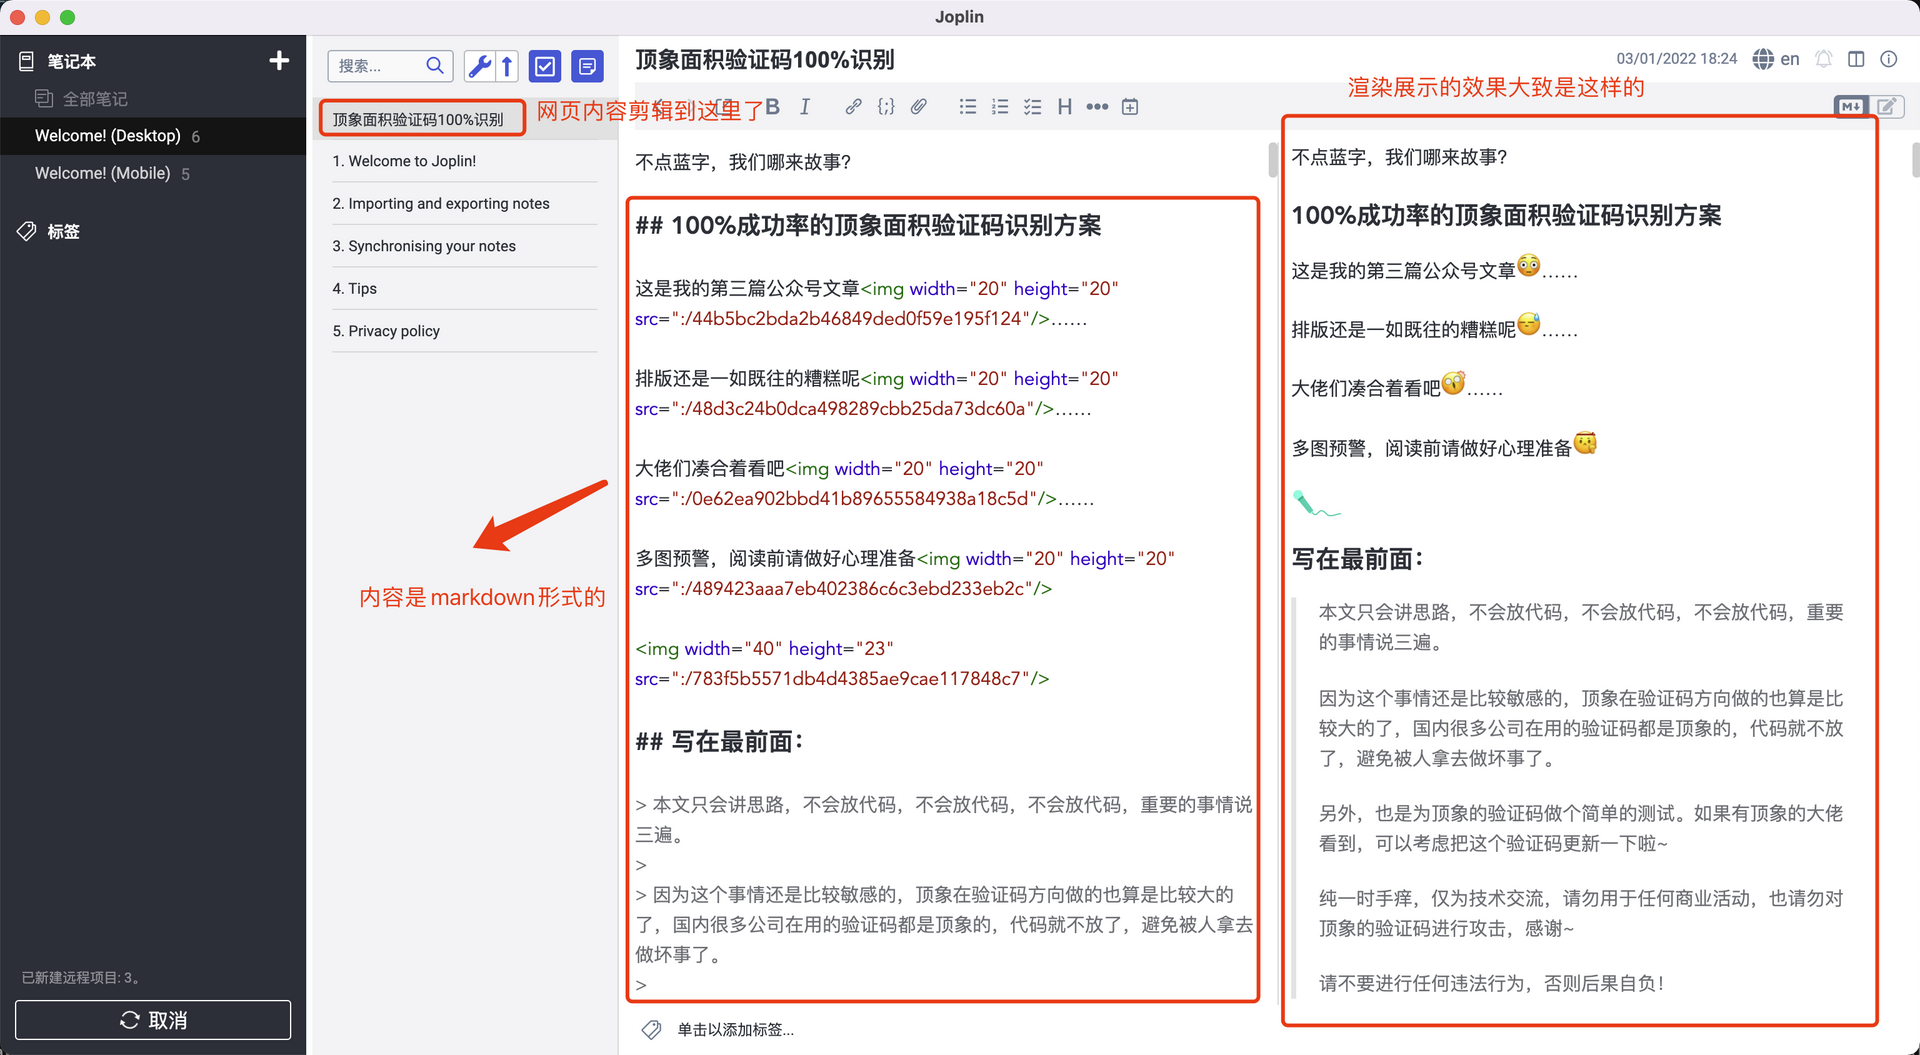 Joplin
笔记本
全部笔记
Welcome! (Desktop) 6
Welcome! (Mobile) 5
标签
已新建远程项目: 3。
取消
搜索...
顶象面积验证码100%识别
网页内容剪辑到这里了
1. Welcome to Joplin!
2. Importing and exporting notes
3. Synchronising your notes
4. Tips
5. Privacy policy
内容是markdown形式的
顶象面积验证码100%识别
03/01/2022 18:24
en
渲染展示的效果大致是这样的
B I H
M
不点蓝字，我们哪来故事?
## 100%成功率的顶象面积验证码识别方案
这是我的第三篇公众号文章<img width="20" height="20"
src=":/44b5bc2bda2b46849ded0f59e195f124"/>......
排版还是一如既往的糟糕呢<img width="20" height="20"
src=":/48d3c24b0dca498289cbb25da73dc60a"/>......
大佬们凑合着看吧<img width="20" height="20"
src=":/0e62ea902bbd41b89655584938a18c5d"/>......
多图预警，阅读前请做好心理准备<img width="20" height="20"
src=":/489423aaa7eb402386c6c3ebd233eb2c"/>
<img width="40" height="23"
src=":/783f5b5571db4d4385ae9cae117848c7"/>
## 写在最前面：
> 本文只会讲思路，不会放代码，不会放代码，不会放代码，重要的事情说
三遍。
>
> 因为这个事情还是比较敏感的，顶象在验证码方向做的也算是比较大的
了，国内很多公司在用的验证码都是顶象的，代码就不放了，避免被人拿去
做坏事了。
>
单击以添加标签...
不点蓝字，我们哪来故事?
100%成功率的顶象面积验证码识别方案
这是我的第三篇公众号文章......
排版还是一如既往的糟糕呢......
大佬们凑合着看吧......
多图预警，阅读前请做好心理准备
写在最前面：
本文只会讲思路，不会放代码，不会放代码，不会放代码，重要
的事情说三遍。
因为这个事情还是比较敏感的，顶象在验证码方向做的也算是比
较大的了，国内很多公司在用的验证码都是顶象的，代码就不放
了，避免被人拿去做坏事了。
另外，也是为顶象的验证码做个简单的测试。如果有顶象的大佬
看到，可以考虑把这个验证码更新一下啦~
纯一时手痒，仅为技术交流，请勿用于任何商业活动，也请勿对
顶象的验证码进行攻击，感谢~
请不要进行任何违法行为，否则后果自负！